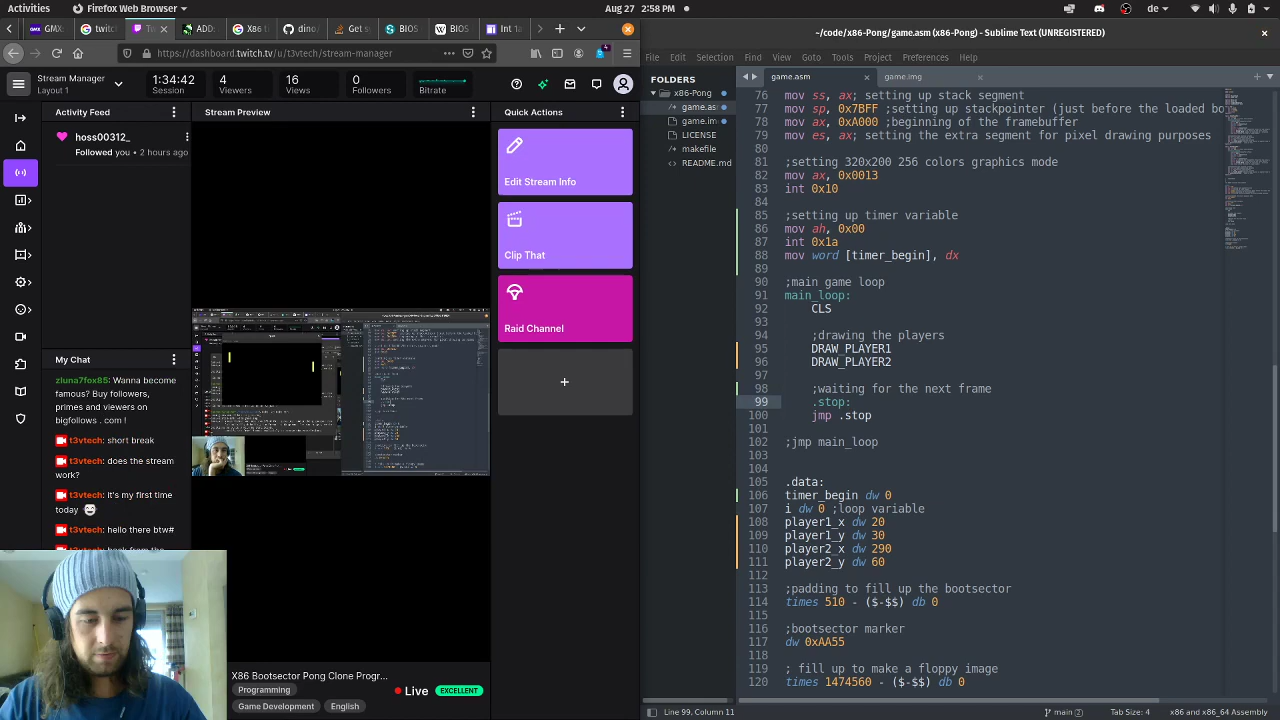 Activities
Firefox Web Browser
Aug 27 2:58 PM
de
GMX:
twitch
Tw
ADD:
X86 t
dino/
Get s
BIOS
BIOS
Int 1a
https://dashboard.twitch.tv/u/t3vtech/stream-manager
Stream Manager
Layout 1
1:34:42
Session
4
Viewers
16
Views
0
Followers
Bitrate
Activity Feed
Stream Preview
Quick Actions
hoss00312_
Followed you • 2 hours ago
Edit Stream Info
Clip That
Raid Channel
My Chat
zluna7fox85: Wanna become
famous? Buy followers,
primes and viewers on
bigfollows . com !
t3vtech: short break
t3vtech: does the stream
work?
t3vtech: It's my first time
today
t3vtech: hello there btw#
X86 Bootsector Pong Clone Progr...
Programming
Game Development
English
Live
EXCELLENT
~/code/x86-Pong/game.asm (x86-Pong) - Sublime Text (UNREGISTERED)
File Edit Selection Find View Goto Tools Project Preferences Help
FOLDERS
x86-Pong
game.as
game.im
LICENSE
makefile
README.md
game.asm
game.img
76 mov ss, ax; setting up stack segment
77 mov sp, 0x7BFF ;setting up stackpointer (just before the loaded bo
78 mov ax, 0xA000 ;beginning of the framebuffer
79 mov es, ax; setting the extra segment for pixel drawing purposes
80
81 ;setting 320x200 256 colors graphics mode
82 mov ax, 0x0013
83 int 0x10
84
85 ;setting up timer variable
86 mov ah, 0x00
87 int 0x1a
88 mov word [timer_begin], dx
89
90 ;main game loop
91 main_loop:
92 CLS
93
94 ;drawing the players
95 DRAW_PLAYER1
96 DRAW_PLAYER2
97
98 ;waiting for the next frame
99 .stop:
100 jmp .stop
101
102 ;jmp main_loop
103
104
105 .data:
106 timer_begin dw 0
107 i dw 0 ;loop variable
108 player1_x dw 20
109 player1_y dw 30
110 player2_x dw 290
111 player2_y dw 60
112
113 ;padding to fill up the bootsector
114 times 510 - ($-$$) db 0
115
116 ;bootsector marker
117 dw 0xAA55
118
119 ; fill up to make a floppy image
120 times 1474560 - ($-$$) db 0
Line 99, Column 11
main (2)
Tab Size: 4
x86 and x86_64 Assembly